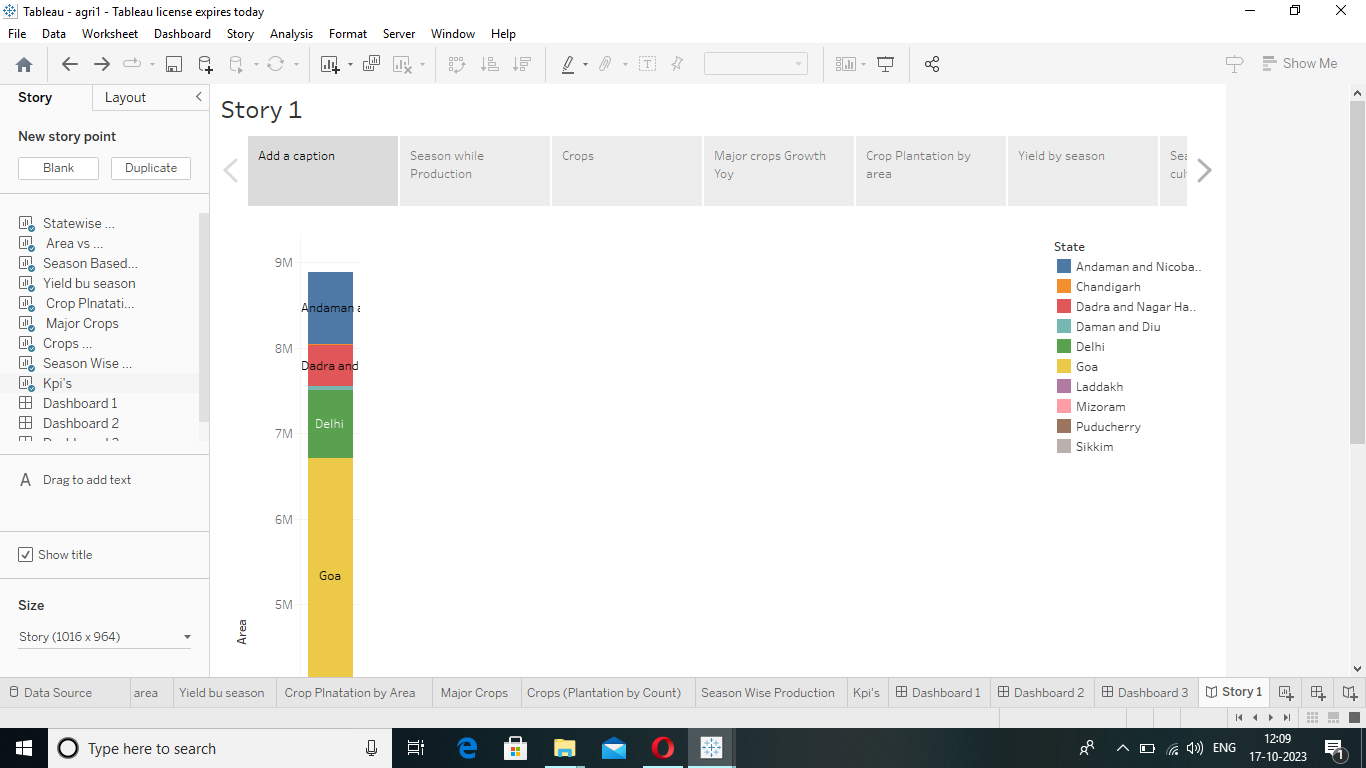 Tableau - agri1 - Tableau license expires today
File Data Worksheet Dashboard Story Analysis Format Server Window Help
Show Me
Story Layout
New story point
Blank Duplicate
Statewise ...
Area vs ...
Season Based...
Yield bu season
Crop Plnatati...
Major Crops
Crops ...
Season Wise ...
Kpi's
Dashboard 1
Dashboard 2
A Drag to add text
Show title
Size
Story (1016 x 964)
Story 1
Add a caption
Season while
Production
Crops
Major crops Growth
Yoy
Crop Plantation by
area
Yield by season
9M
8M
7M
6M
5M
Area
Andaman a
Dadra and
Delhi
Goa
State
Andaman and Nicoba..
Chandigarh
Dadra and Nagar Ha..
Daman and Diu
Delhi
Goa
Laddakh
Mizoram
Puducherry
Sikkim
Data Source area Yield bu season Crop Plnatation by Area Major Crops Crops (Plantation by Count) Season Wise Production Kpi's Dashboard 1 Dashboard 2 Dashboard 3 Story 1
Type here to search
ENG
12:09
17-10-2023
1